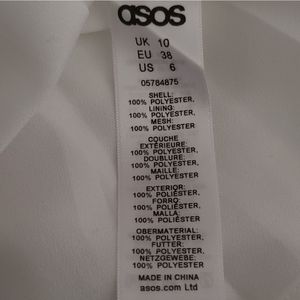 asos
UK 10
EU 38
US 6
05784875
SHELL:
100% POLYESTER,
LINING:
100% POLYESTER,
MESH:
100% POLYESTER
COUCHE
EXTÉRIEURE:
100% POLYESTER,
DOUBLURE:
100% POLYESTER,
MAILLE:
100% POLYESTER
EXTERIOR:
100% POLIÉSTER,
FORRO:
100% POLIÉSTER,
MALLA:
100% POLIÉSTER
OBERMATERIAL:
100% POLYESTER,
FUTTER:
100% POLYESTER,
NETZGEWEBE:
100% POLYESTER
MADE IN CHINA
asos.com Ltd